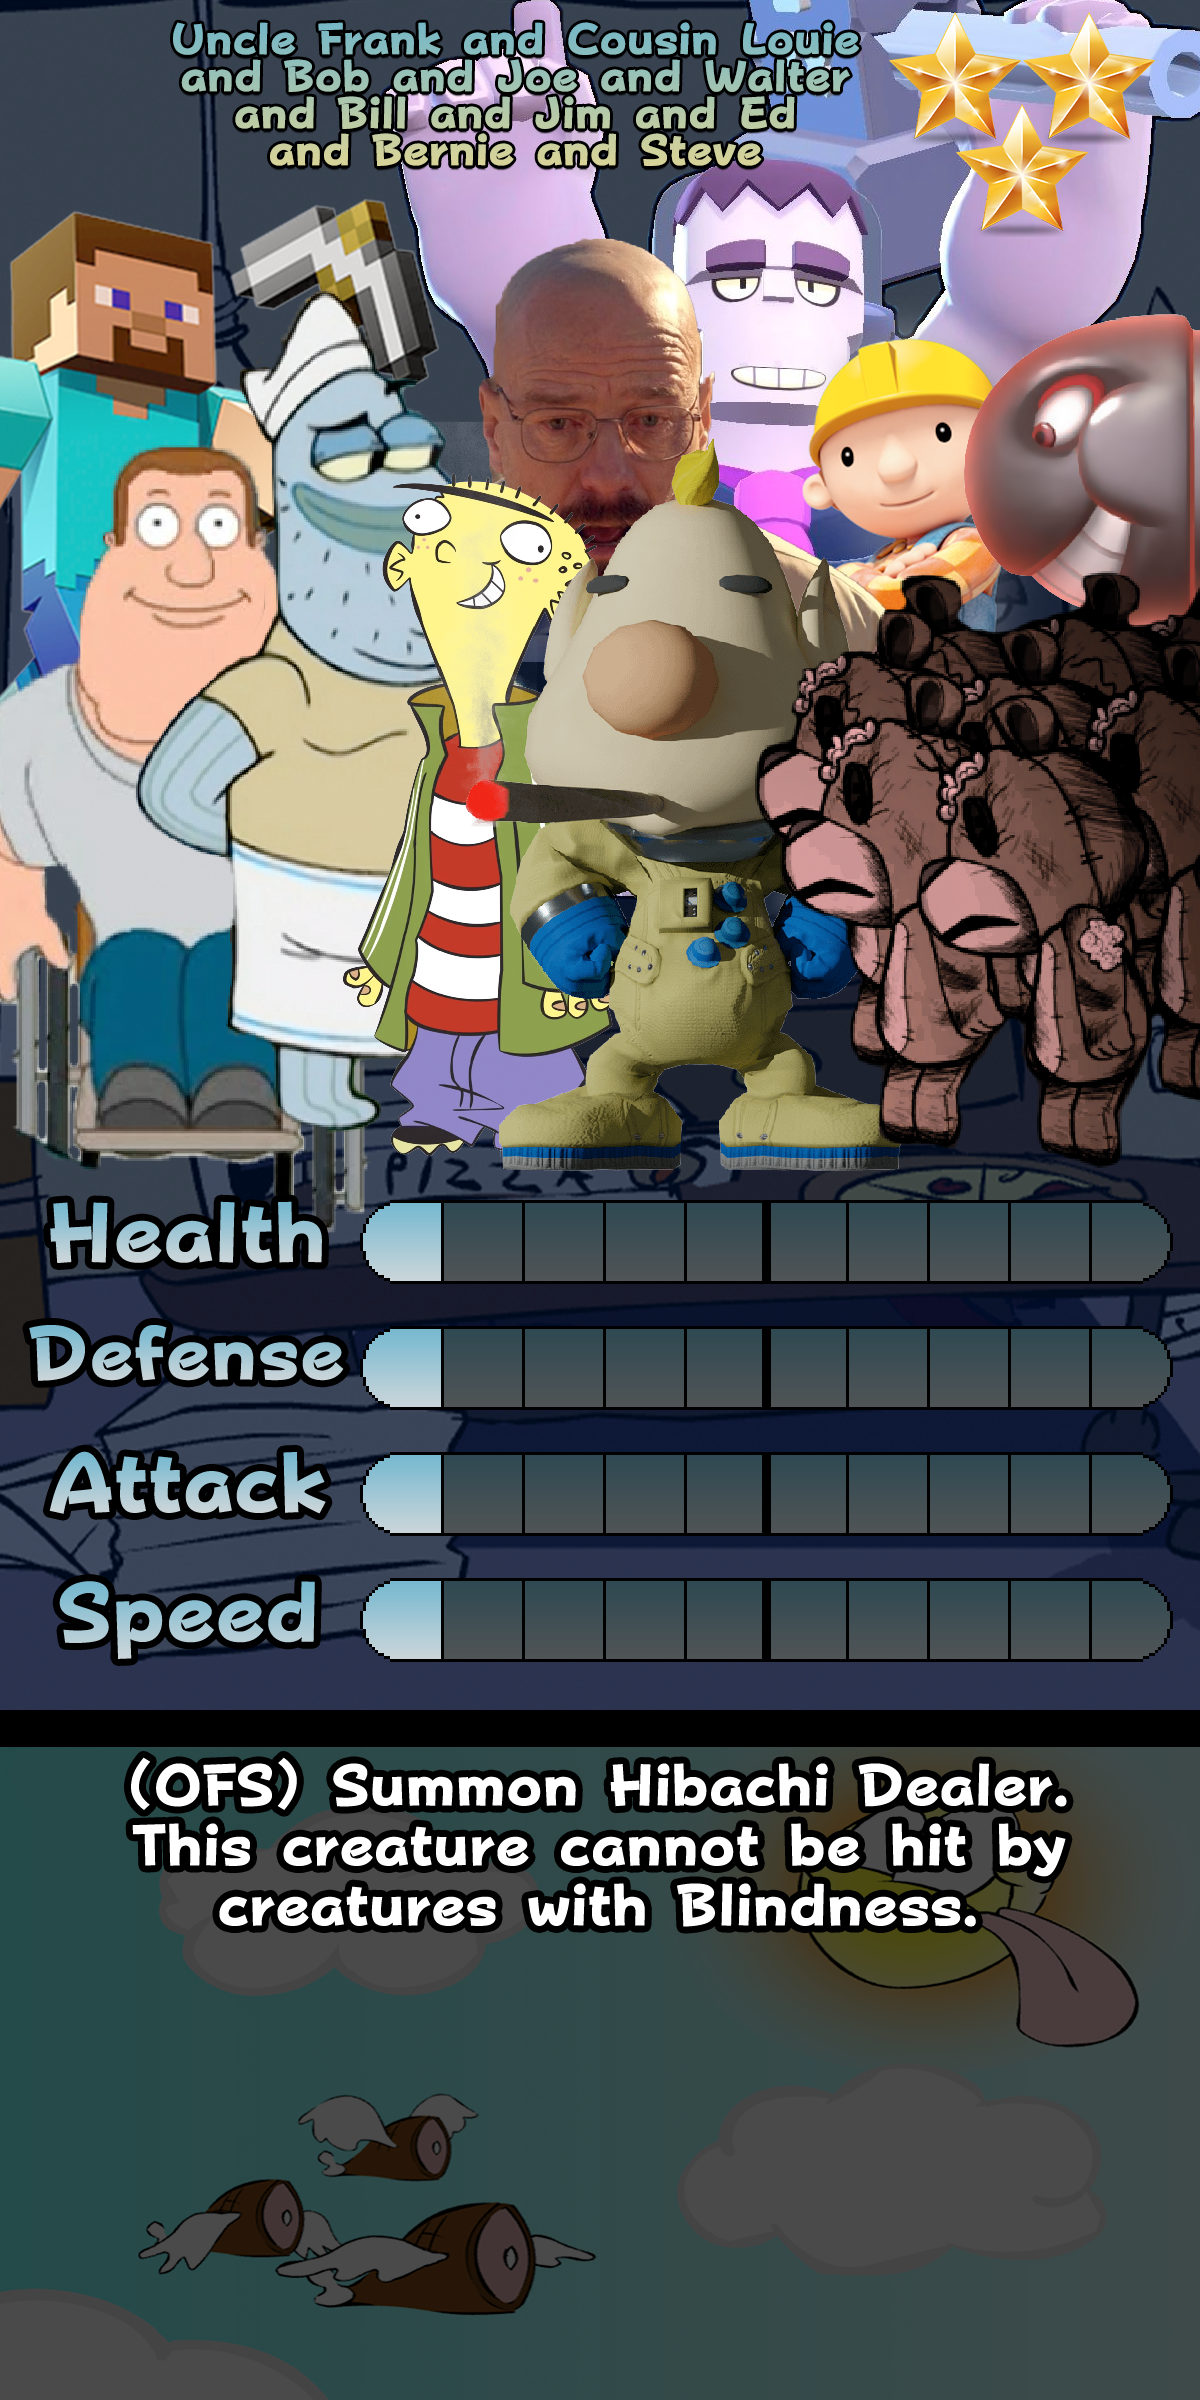 Uncle Frank and Cousin Louie
and Bob and Joe and Walter
and Bill and Jim and Ed
and Bernie and Steve
PIZZA
Health
Defense
Attack
Speed
(OFS) Summon Hibachi Dealer.
This creature cannot be hit by
creatures with Blindness.